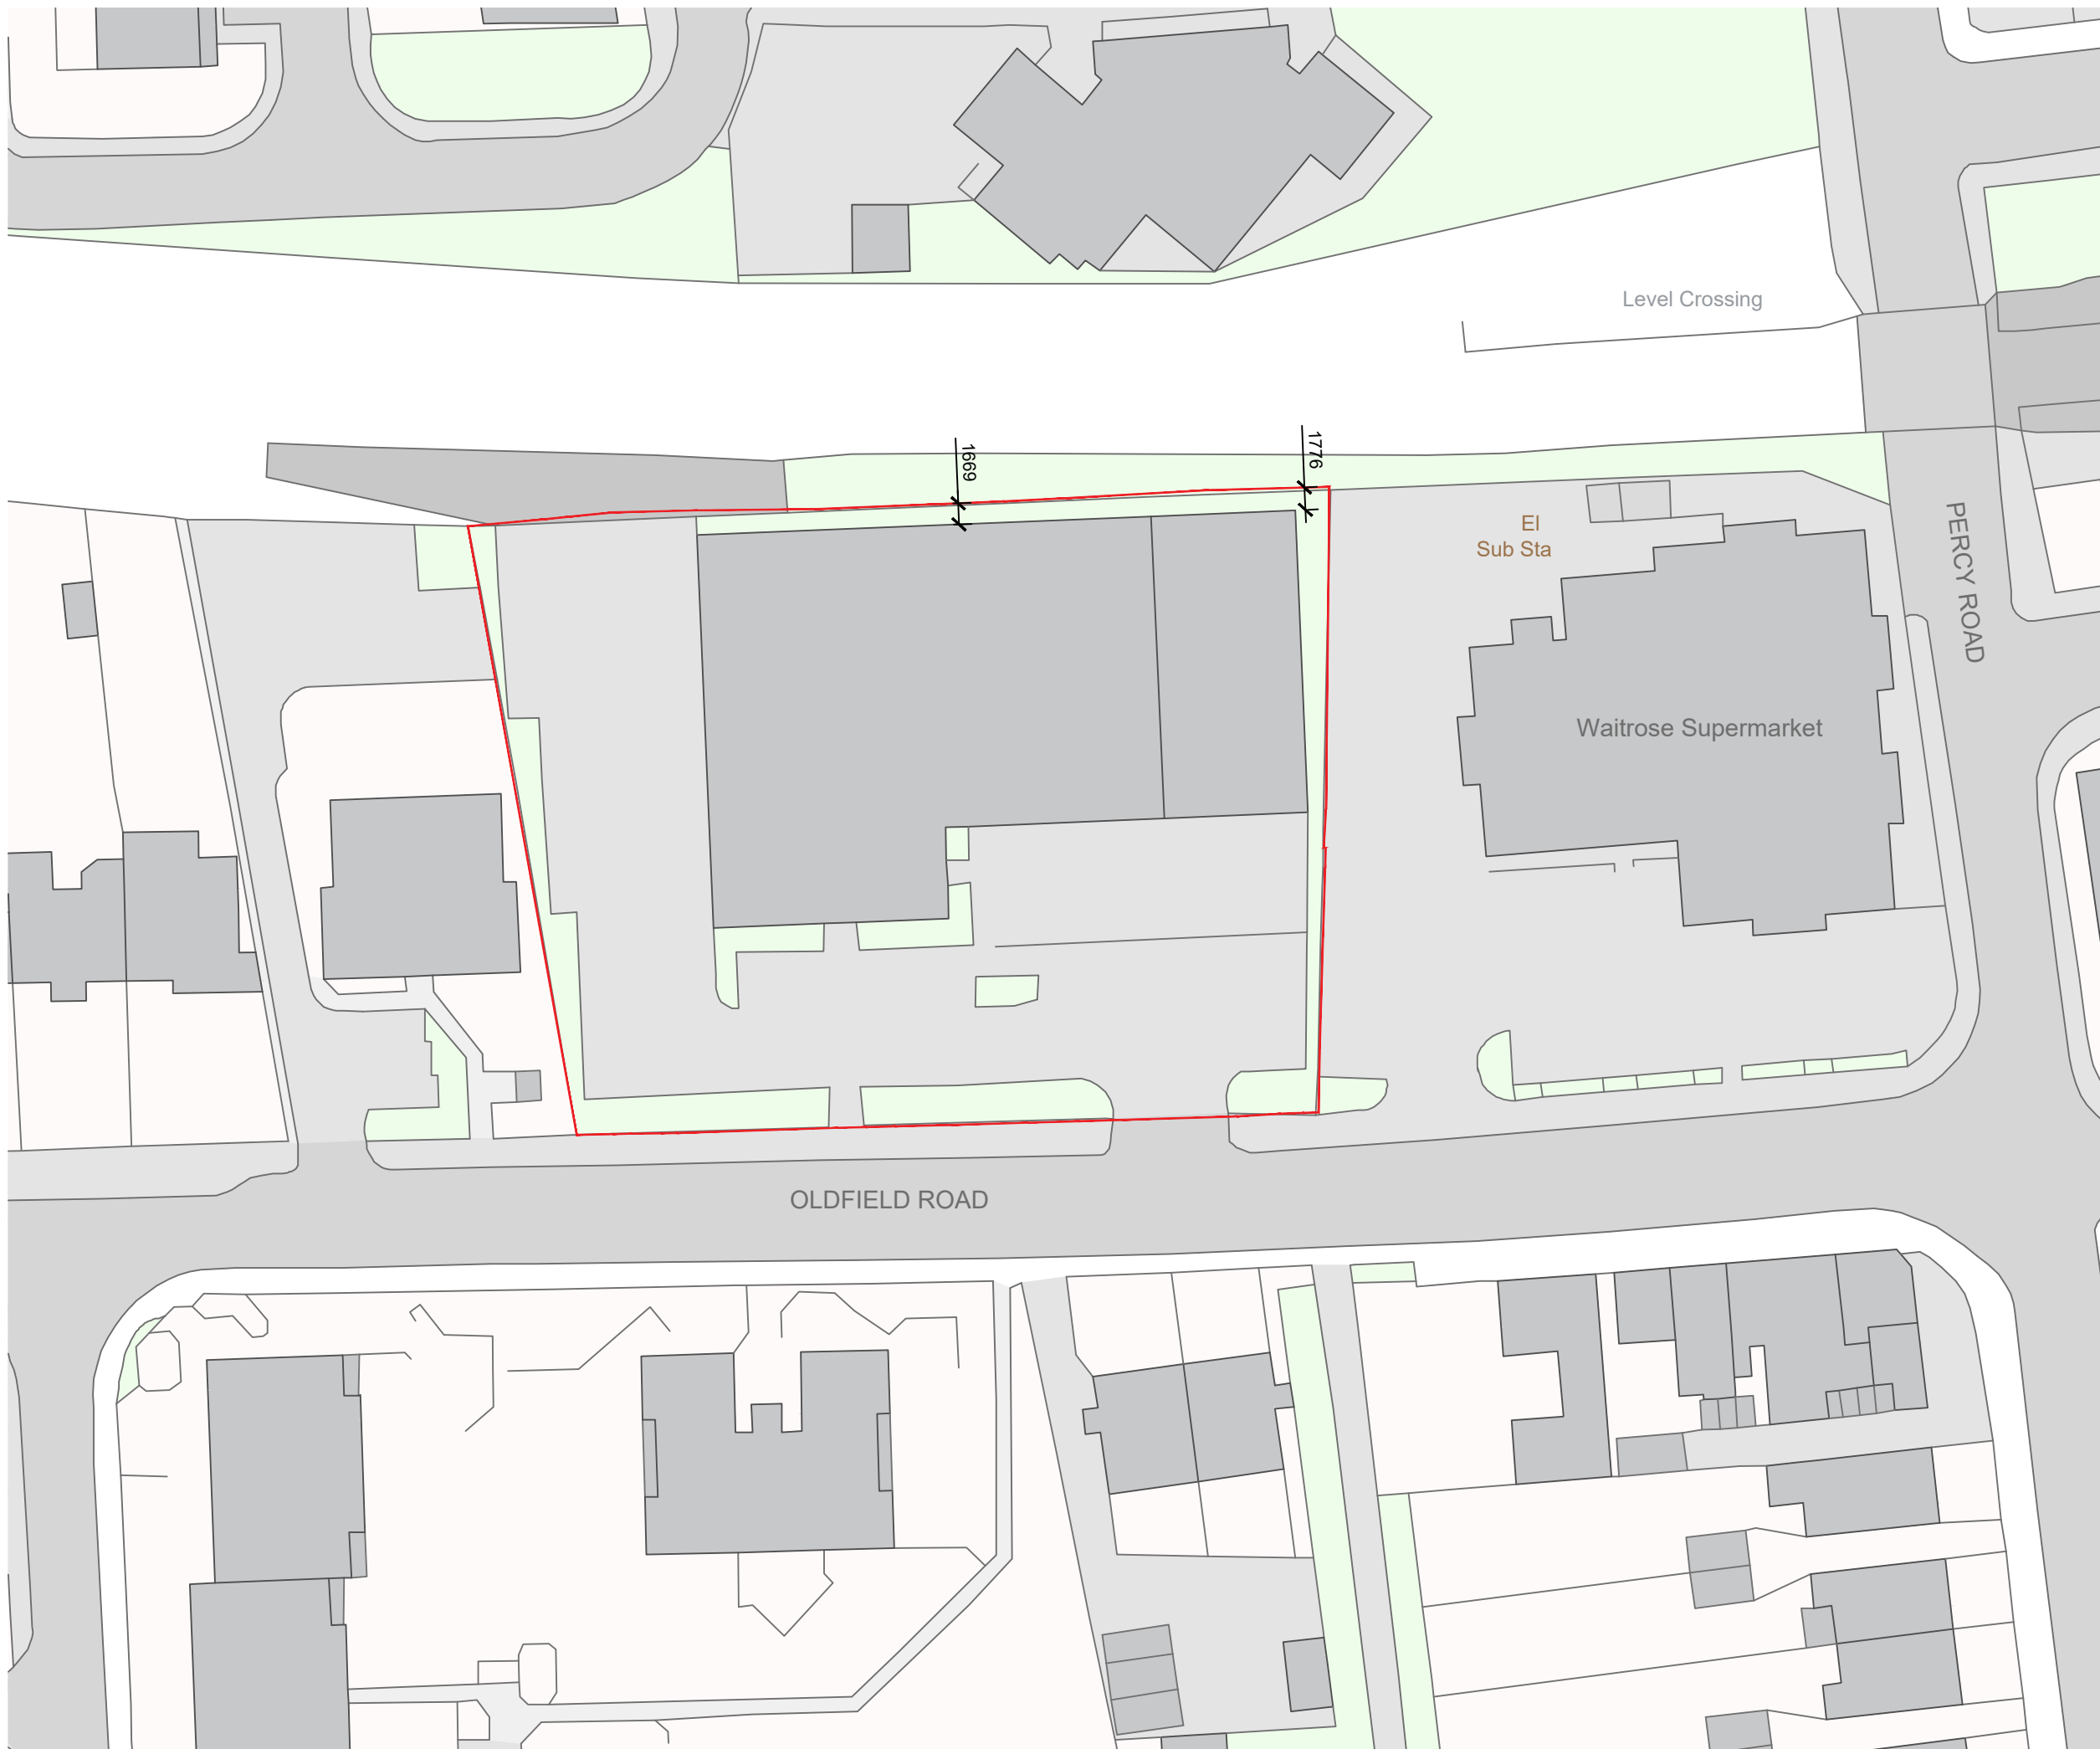 Level Crossing
1669
1776
El
Sub Sta
PERCY ROAD
Waitrose Supermarket
OLDFIELD ROAD